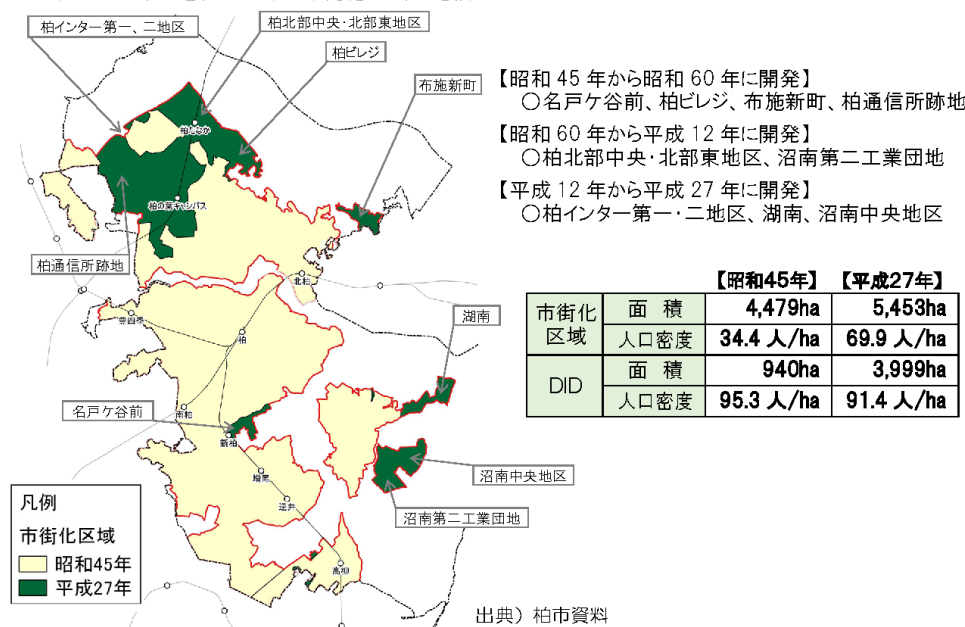 柏インター第一、二地区
柏北部中央・北部東地区
柏ビレジ
布施新町
柏たなか
柏の葉キャンパス
柏通信所跡地
北柏
豊四季
柏
湖南
名戸ケ谷前
南柏
新柏
増尾
逆井
沼南中央地区
沼南第二工業団地
高柳
凡例
市街化区域
昭和45年
平成27年
【昭和 45 年から昭和 60 年に開発】
○名戸ケ谷前、柏ビレジ、布施新町、柏通信所跡地
【昭和 60 年から平成 12 年に開発】
○柏北部中央・北部東地区、沼南第二工業団地
【平成 12 年から平成 27 年に開発】
○柏インター第一・二地区、湖南、沼南中央地区
【昭和45年】 【平成27年】
市街化区域 面 積 4,479ha 5,453ha
人口密度 34.4 人/ha 69.9 人/ha
DID 面 積 940ha 3,999ha
人口密度 95.3 人/ha 91.4 人/ha
出典）柏市資料